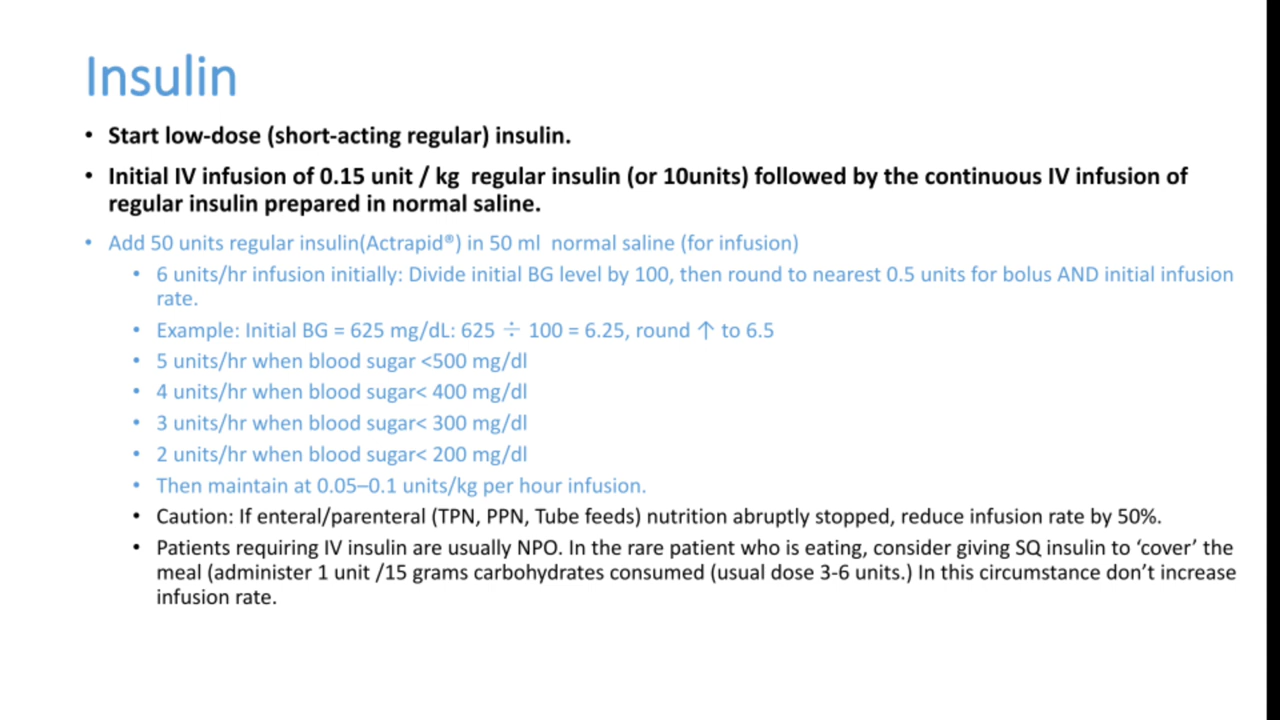 Insulin
• Start low-dose (short-acting regular) insulin.
• Initial IV infusion of 0.15 unit / kg  regular insulin (or 10units) followed by the continuous IV infusion of
regular insulin prepared in normal saline.
• Add 50 units regular insulin(Actrapid®) in 50 ml  normal saline (for infusion)
• 6 units/hr infusion initially: Divide initial BG level by 100, then round to nearest 0.5 units for bolus AND initial infusion
rate.
• Example: Initial BG = 625 mg/dL: 625 ÷ 100 = 6.25, round ↑ to 6.5
• 5 units/hr when blood sugar <500 mg/dl
• 4 units/hr when blood sugar< 400 mg/dl
• 3 units/hr when blood sugar< 300 mg/dl
• 2 units/hr when blood sugar< 200 mg/dl
• Then maintain at 0.05–0.1 units/kg per hour infusion.
• Caution: If enteral/parenteral (TPN, PPN, Tube feeds) nutrition abruptly stopped, reduce infusion rate by 50%.
• Patients requiring IV insulin are usually NPO. In the rare patient who is eating, consider giving SQ insulin to ‘cover’ the
meal (administer 1 unit /15 grams carbohydrates consumed (usual dose 3-6 units.) In this circumstance don’t increase
infusion rate.